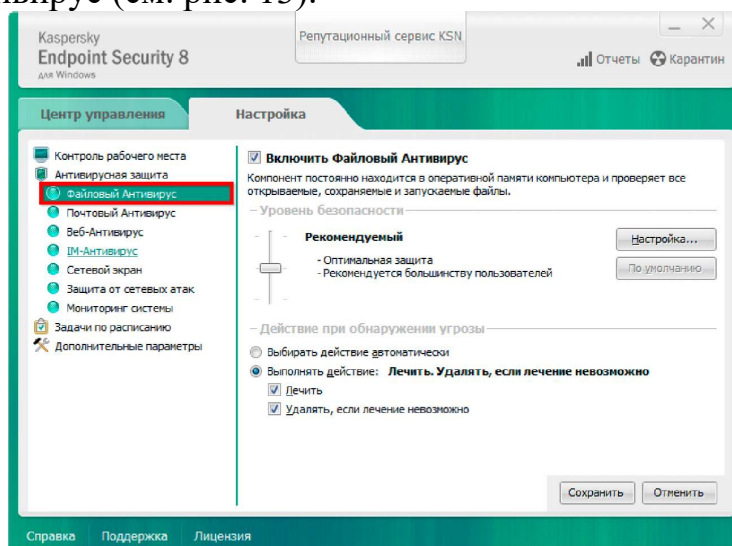 ивирус (см. рис. 13).
Kaspersky
Endpoint Security 8
для Windows
Репутационный сервис KSN
Отчеты Карантин
Центр управления Настройка
Контроль рабочего места
Антивирусная защита
Файловый Антивирус
Почтовый Антивирус
Веб-Антивирус
IM-Антивирус
Сетевой экран
Защита от сетевых атак
Мониторинг системы
Задачи по расписанию
Дополнительные параметры
Включить Файловый Антивирус
Компонент постоянно находится в оперативной памяти компьютера и проверяет все
открываемые, сохраняемые и запускаемые файлы.
Уровень безопасности
Рекомендуемый
- Оптимальная защита
- Рекомендуется большинству пользователей
Настройка...
По умолчанию
Действие при обнаружении угрозы
Выбирать действие автоматически
Выполнять действие: Лечить. Удалять, если лечение невозможно
Лечить
Удалять, если лечение невозможно
Сохранить Отменить
Справка Поддержка Лицензия